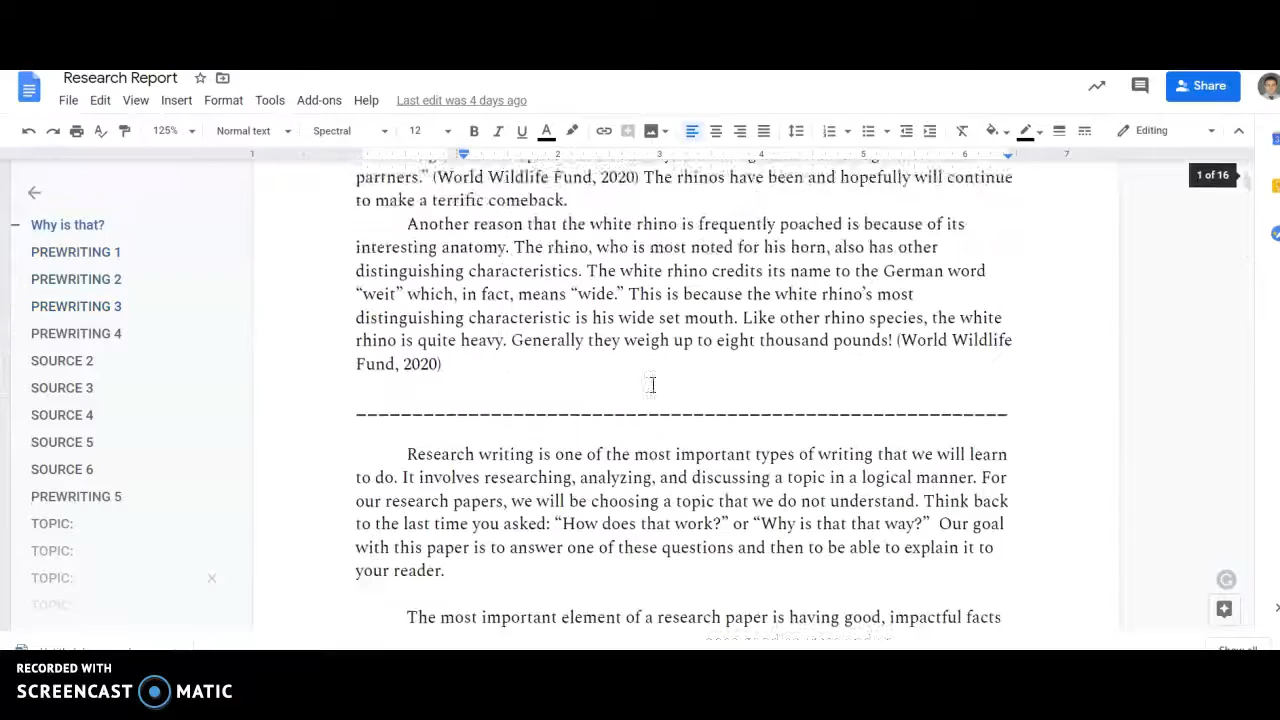 Research Report
File Edit View Insert Format Tools Add-ons Help Last edit was 4 days ago
Share
125% Normal text Spectral 12 B I U A Editing
1 2 3 4 5 6 7
1 of 16
Why is that?
PREWRITING 1
PREWRITING 2
PREWRITING 3
PREWRITING 4
SOURCE 2
SOURCE 3
SOURCE 4
SOURCE 5
SOURCE 6
PREWRITING 5
TOPIC:
TOPIC:
TOPIC:
TOPIC:
partners.” (World Wildlife Fund, 2020) The rhinos have been and hopefully will continue
to make a terrific comeback.
Another reason that the white rhino is frequently poached is because of its
interesting anatomy. The rhino, who is most noted for his horn, also has other
distinguishing characteristics. The white rhino credits its name to the German word
“weit” which, in fact, means “wide.” This is because the white rhino’s most
distinguishing characteristic is his wide set mouth. Like other rhino species, the white
rhino is quite heavy. Generally they weigh up to eight thousand pounds! (World Wildlife
Fund, 2020)
Research writing is one of the most important types of writing that we will learn
to do. It involves researching, analyzing, and discussing a topic in a logical manner. For
our research papers, we will be choosing a topic that we do not understand. Think back
to the last time you asked: “How does that work?” or “Why is that that way?” Our goal
with this paper is to answer one of these questions and then to be able to explain it to
your reader.
The most important element of a research paper is having good, impactful facts
RECORDED WITH
SCREENCAST MATIC